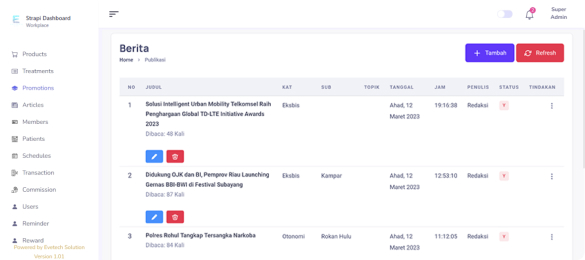 Strapi Dashboard
Workplace
2
Super
Admin
Products
Treatments
Promotions
Articles
Members
Patients
Schedules
Transaction
Commission
Users
Reminder
Reward
Powered by Eveltech Solution
Version 1.01
Berita
Home • Publikasi
+ Tambah
Refresh
NO JUDUL KAT SUB TOPIK TANGGAL JAM PENULIS STATUS TINDAKAN
1 Solusi Intelligent Urban Mobility Telkomsel Raih Eksbis Ahad, 12 19:16:38 Redaksi Y
Penghargaan Global TD-LTE Initiative Awards Maret 2023
2023
Dibaca: 48 Kali
2 Didukung OJK dan BI, Pemprov Riau Launching Eksbis Kampar Ahad, 12 12:53:10 Redaksi Y
Gernas BBI-BWI di Festival Subayang Maret 2023
Dibaca: 87 Kali
3 Polres Rohul Tangkap Tersangka Narkoba Otonomi Rokan Hulu Ahad, 12 11:12:05 Redaksi Y
Dibaca: 84 Kali Maret 2023